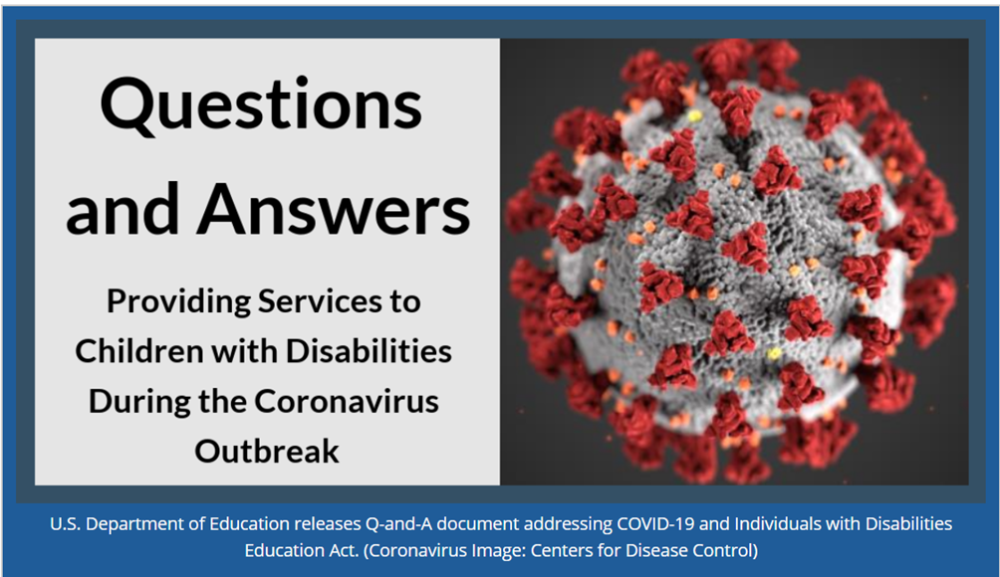 Questions
and Answers
Providing Services to
Children with Disabilities
During the Coronavirus
Outbreak
U.S. Department of Education releases Q-and-A document addressing COVID-19 and Individuals with Disabilities
Education Act. (Coronavirus Image: Centers for Disease Control)